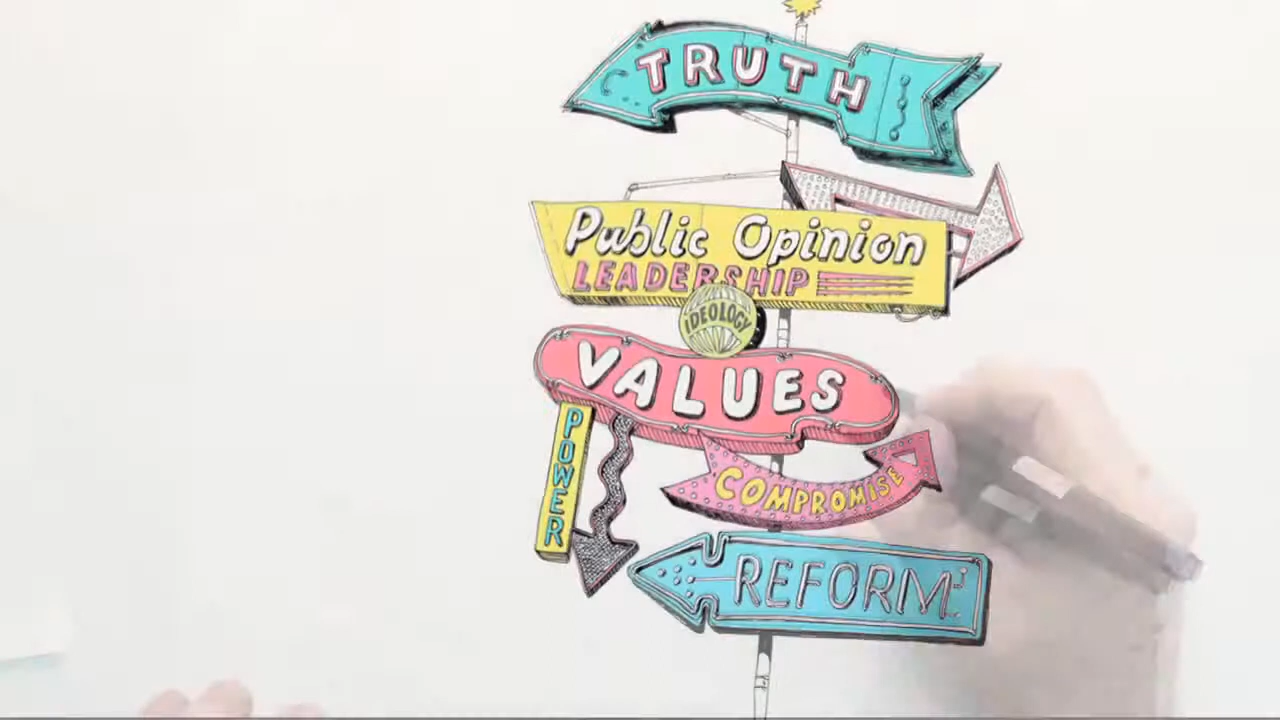 TRUTH
Public Opinion
LEADERSHIP
IDEOLOGY
VALUES
POWER
COMPROMISE
REFORM